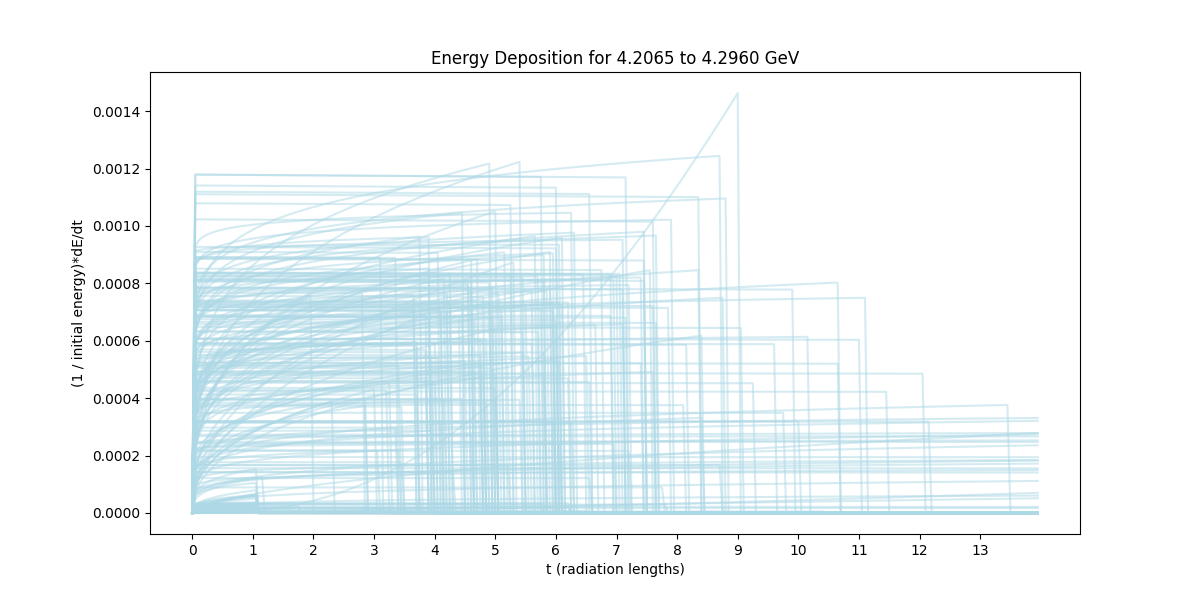 Energy Deposition for 4.2065 to 4.2960 GeV
(1 / initial energy)*dE/dt
0.0014
0.0012
0.0010
0.0008
0.0006
0.0004
0.0002
0.0000
0 1 2 3 4 5 6 7 8 9 10 11 12 13
t (radiation lengths)